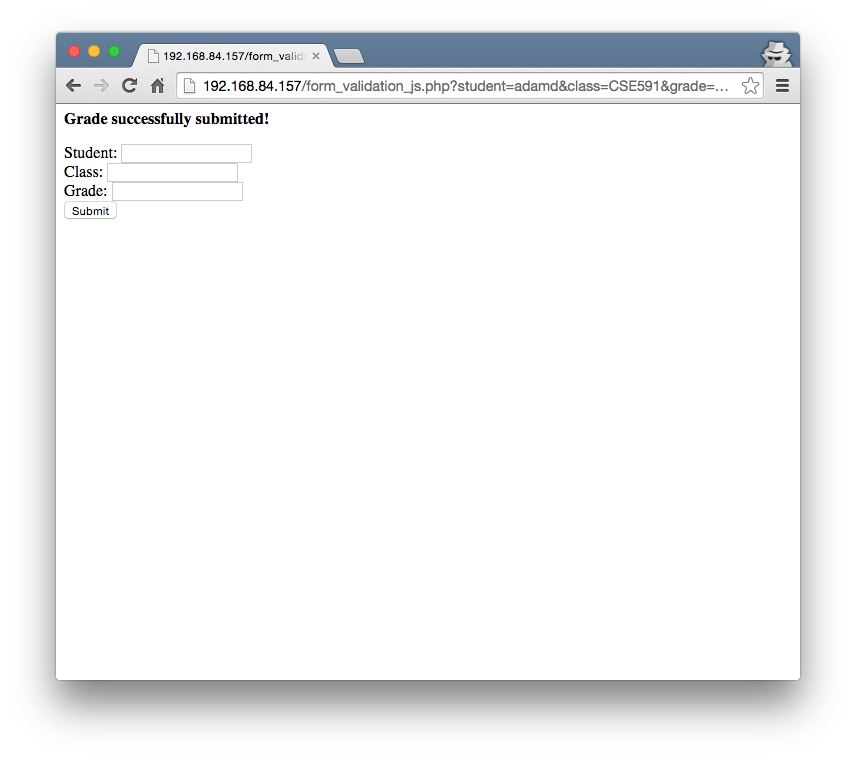 192.168.84.157/form_valid
192.168.84.157/form_validation_js.php?student=adamd&class=CSE591&grade=...
Grade successfully submitted!
Student:
Class:
Grade:
Submit